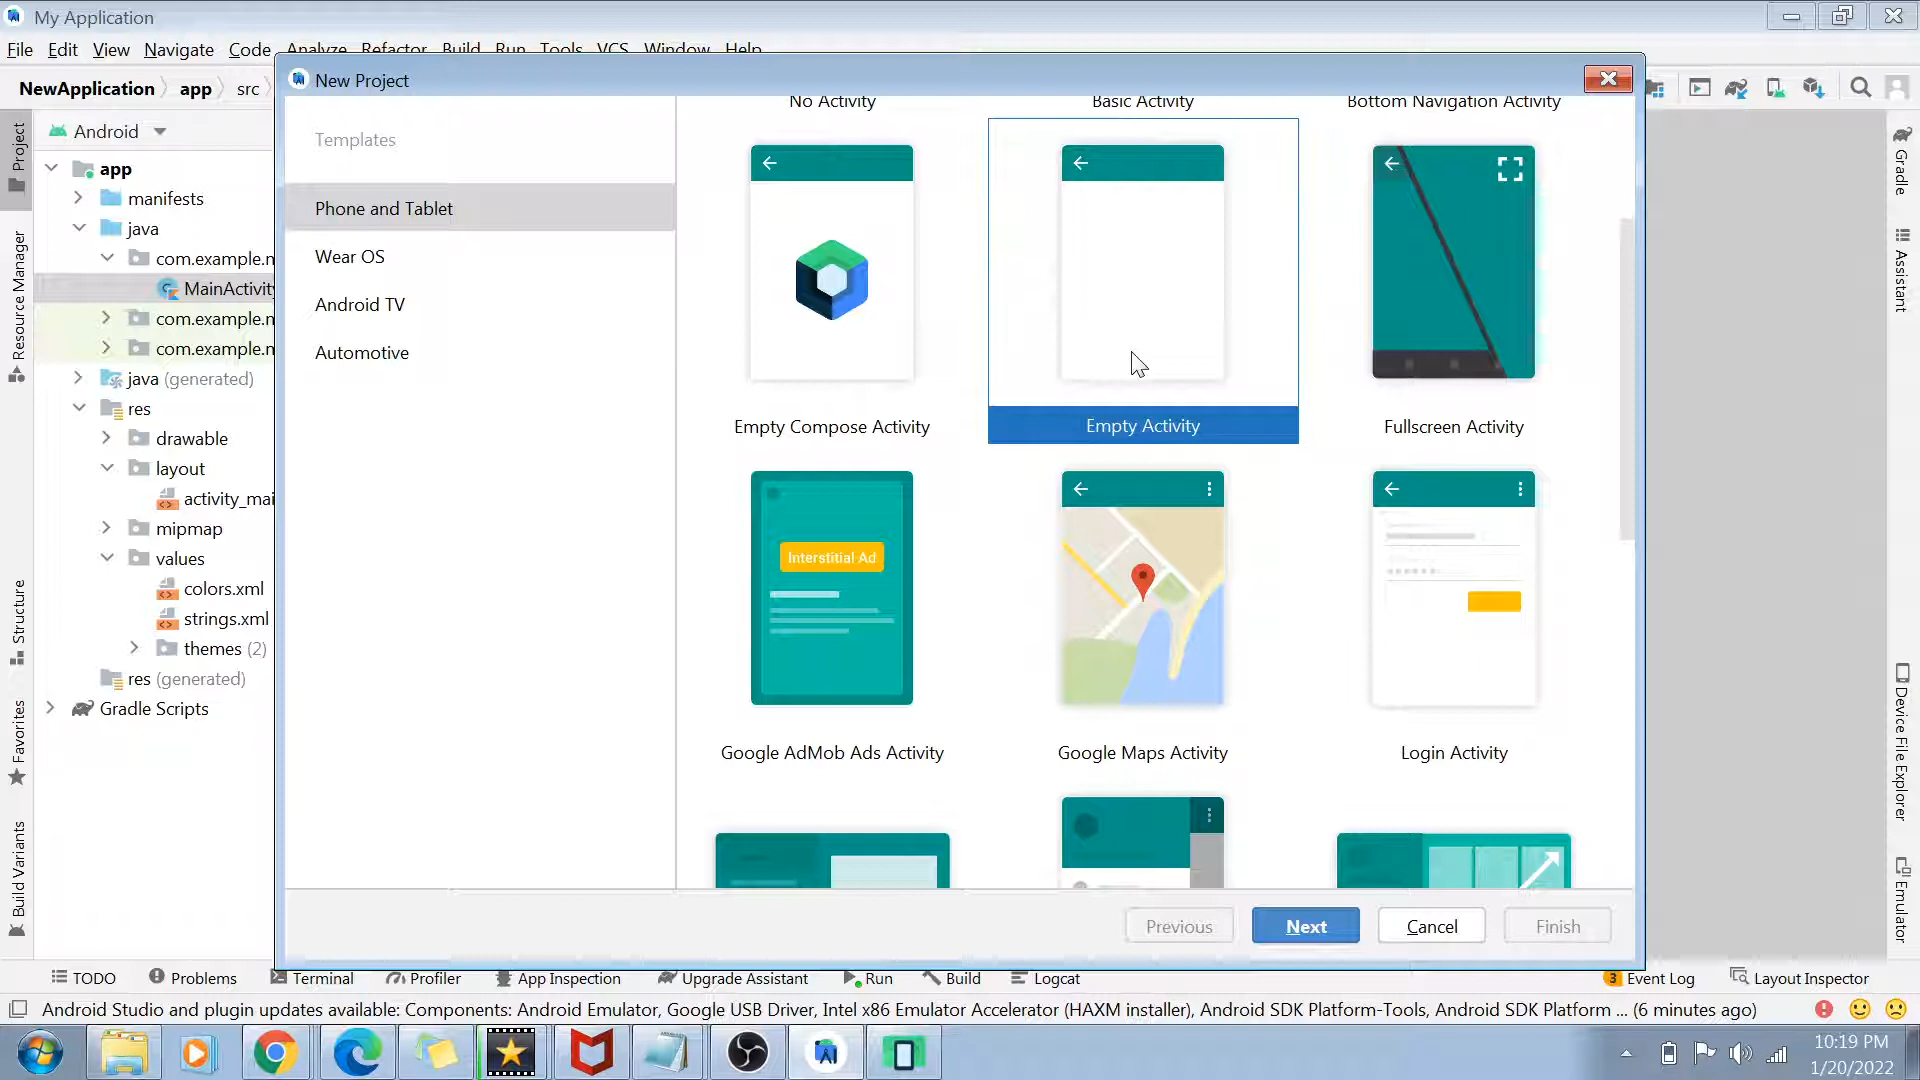 My Application
File Edit View Navigate Code Analyze Refactor Build Run Tools VCS Window Help
New Project
NewApplication app src
No Activity Basic Activity Bottom Navigation Activity
Android
Templates
app
manifests
Phone and Tablet
java
Wear OS
com.example.n
MainActivity
Android TV
com.example.n
com.example.n
Automotive
java (generated)
res
Empty Compose Activity Empty Activity Fullscreen Activity
drawable
layout
activity_mai
mipmap
values
Interstitial Ad
colors.xml
strings.xml
themes (2)
res (generated)
Gradle Scripts
Google AdMob Ads Activity Google Maps Activity Login Activity
Previous Next Cancel Finish
Project
Resource Manager
Structure
Favorites
Build Variants
Gradle
Assistant
Device File Explorer
Emulator
TODO Problems Terminal Profiler App Inspection Upgrade Assistant Run Build Logcat 3 Event Log Layout Inspector
Android Studio and plugin updates available: Components: Android Emulator, Google USB Driver, Intel x86 Emulator Accelerator (HAXM installer), Android SDK Platform-Tools, Android SDK Platform ... (6 minutes ago)
10:19 PM
1/20/2022